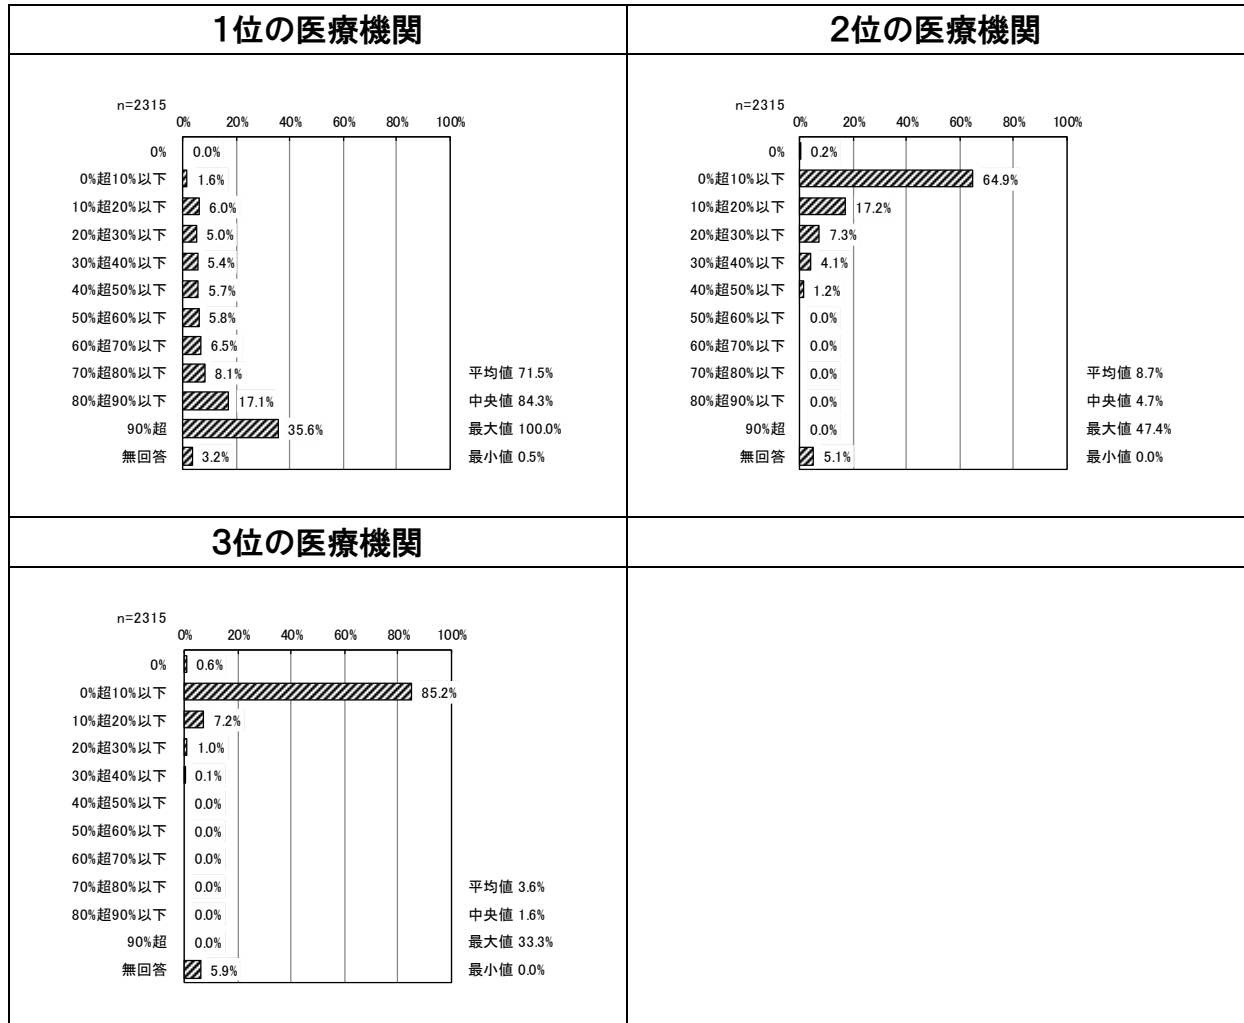 1位の医療機関
n=2315
0% 20% 40% 60% 80% 100%
0% 0.0%
0%超10%以下 1.6%
10%超20%以下 6.0%
20%超30%以下 5.0%
30%超40%以下 5.4%
40%超50%以下 5.7%
50%超60%以下 5.8%
60%超70%以下 6.5%
70%超80%以下 8.1% 平均値 71.5%
80%超90%以下 17.1% 中央値 84.3%
90%超 35.6% 最大値 100.0%
無回答 3.2% 最小値 0.5%
2位の医療機関
n=2315
0% 20% 40% 60% 80% 100%
0% 0.2%
0%超10%以下 64.9%
10%超20%以下 17.2%
20%超30%以下 7.3%
30%超40%以下 4.1%
40%超50%以下 1.2%
50%超60%以下 0.0%
60%超70%以下 0.0%
70%超80%以下 0.0% 平均値 8.7%
80%超90%以下 0.0% 中央値 4.7%
90%超 0.0% 最大値 47.4%
無回答 5.1% 最小値 0.0%
3位の医療機関
n=2315
0% 20% 40% 60% 80% 100%
0% 0.6%
0%超10%以下 85.2%
10%超20%以下 7.2%
20%超30%以下 1.0%
30%超40%以下 0.1%
40%超50%以下 0.0%
50%超60%以下 0.0%
60%超70%以下 0.0%
70%超80%以下 0.0% 平均値 3.6%
80%超90%以下 0.0% 中央値 1.6%
90%超 0.0% 最大値 33.3%
無回答 5.9% 最小値 0.0%